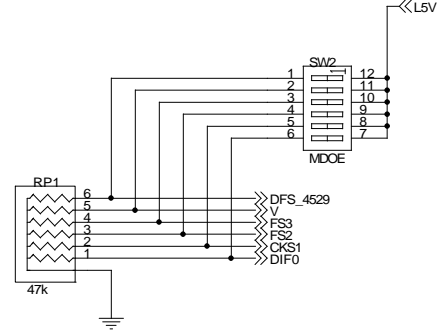 L5V
SW2
1 12
2 11
3 10
4 9
5 8
6 7
MDOE
RP1
6 DFS_4529
5 V
4 FS3
3 FS2
2 CKS1
1 DIF0
47k